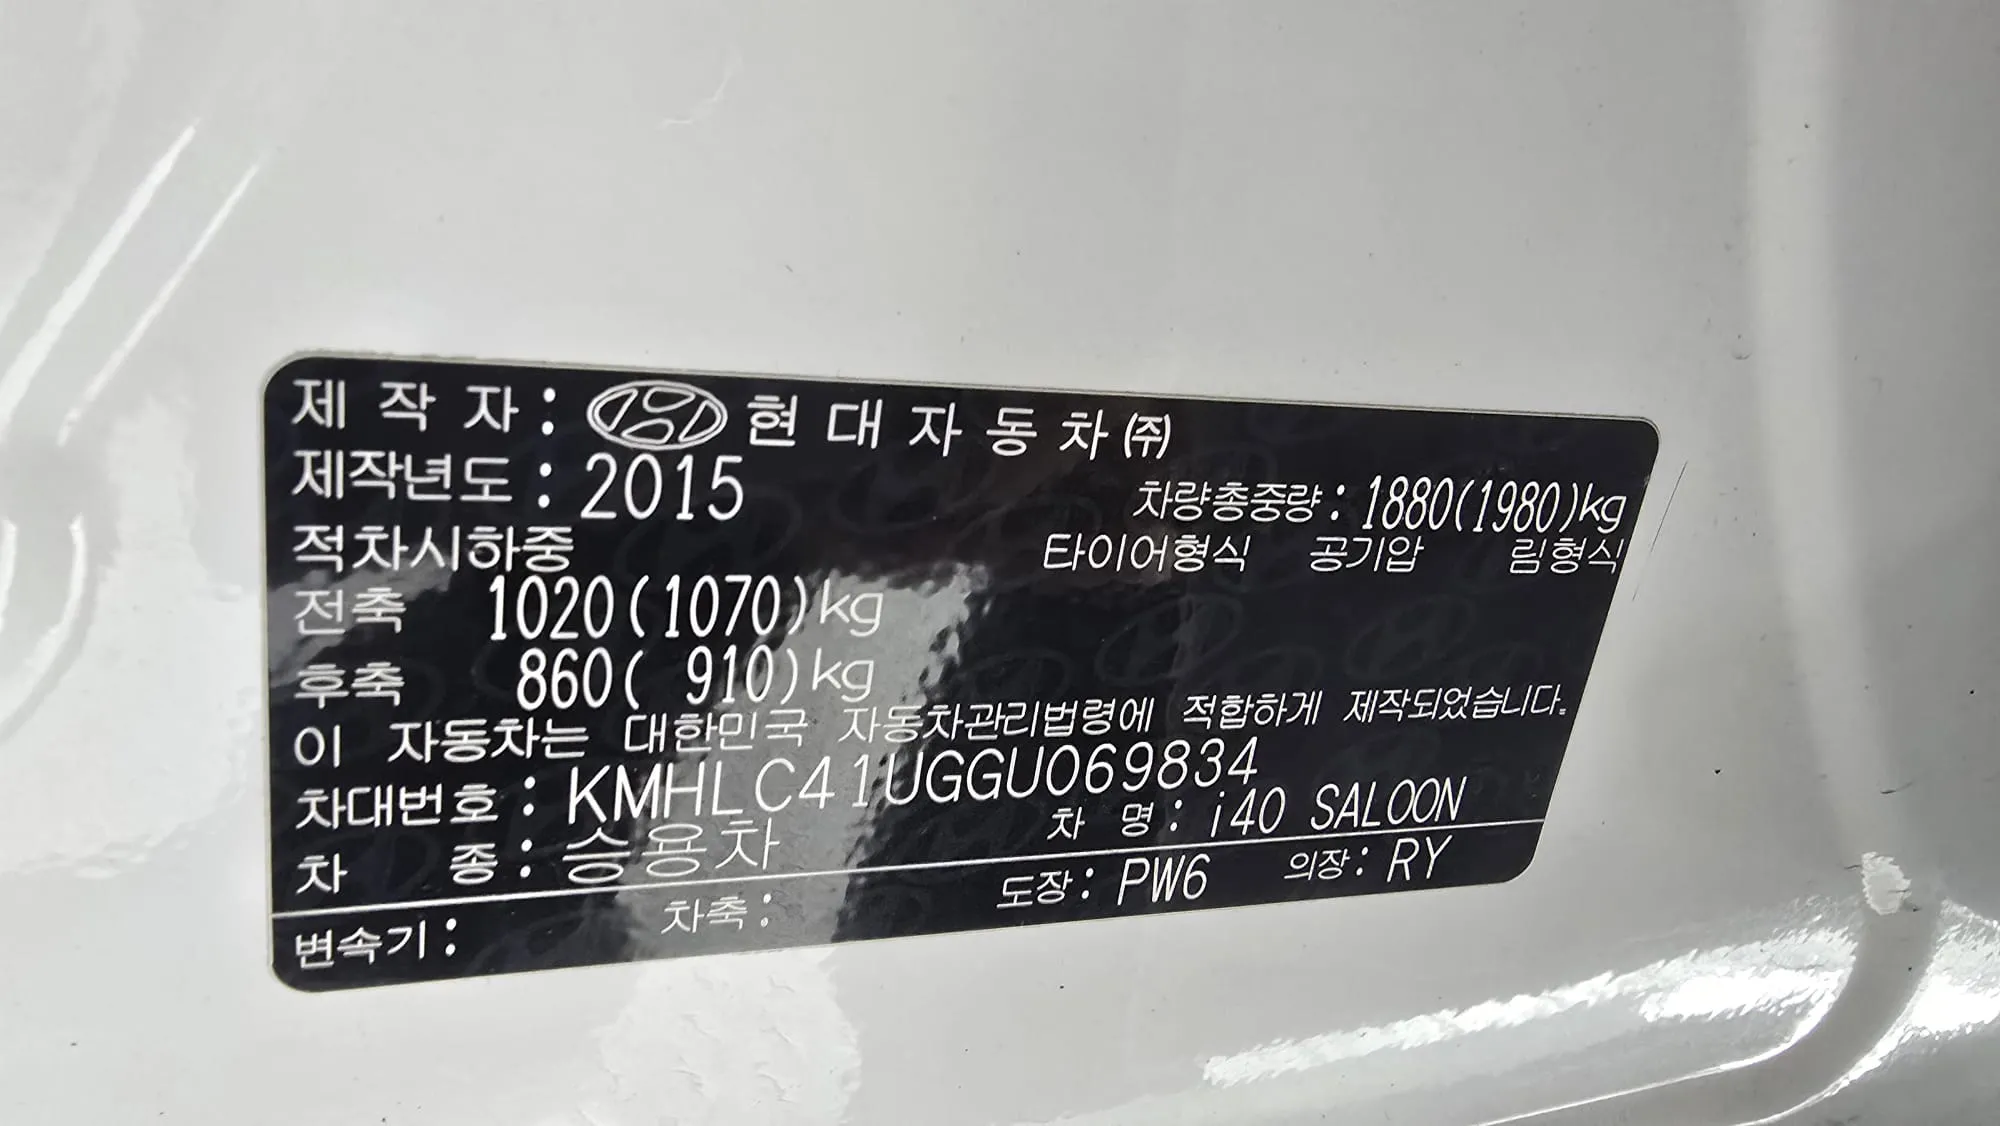 제 작 자 : 현 대 자 동 차 ㈜
제작년도 : 2015
차량총중량 : 1880(1980)kg
적차시하중
타이어형식 공기압 림형식
전축 1020(1070)kg
후축 860( 910)kg
이 자동차는 대한민국 자동차관리법령에 적합하게 제작되었습니다.
차대번호 : KMHLC41UGGU069834
차 종 : 승용차 차 명 : i40 SALOON
변속기 : 차축 : 도장 : PW6 의장 : RY